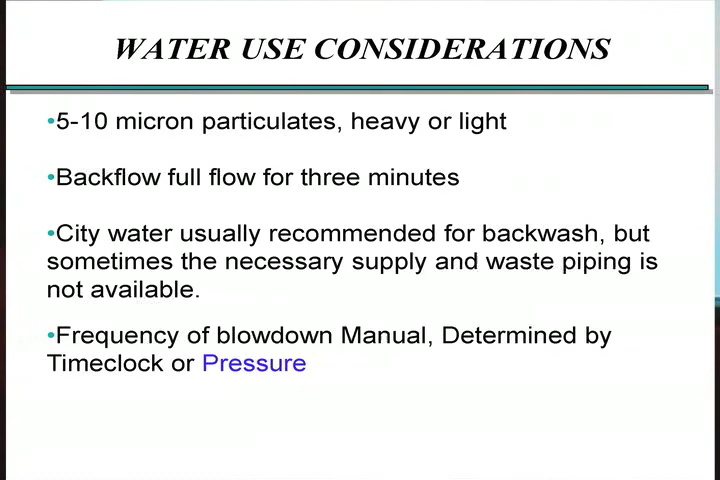 WATER USE CONSIDERATIONS
•5-10 micron particulates, heavy or light
•Backflow full flow for three minutes
•City water usually recommended for backwash, but
sometimes the necessary supply and waste piping is
not available.
•Frequency of blowdown Manual, Determined by
Timeclock or Pressure